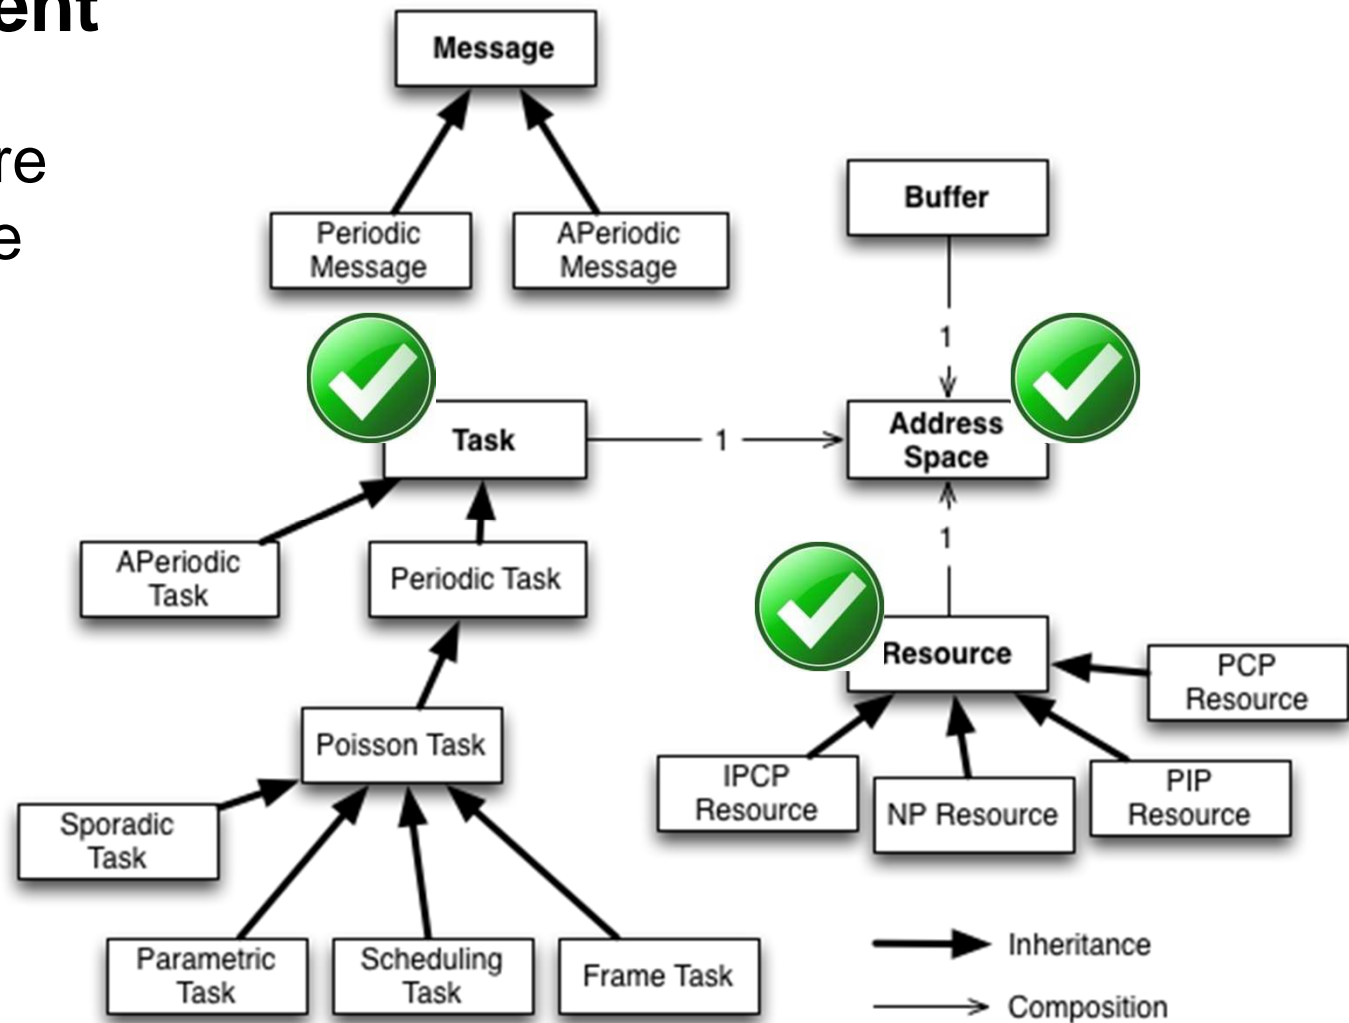 ent
re
e
Message
Periodic
Message
APeriodic
Message
Buffer
1
Task
1
Address
Space
1
APeriodic
Task
Periodic Task
Resource
PCP
Resource
Poisson Task
IPCP
Resource
NP Resource
PIP
Resource
Sporadic
Task
Parametric
Task
Scheduling
Task
Frame Task
Inheritance
Composition